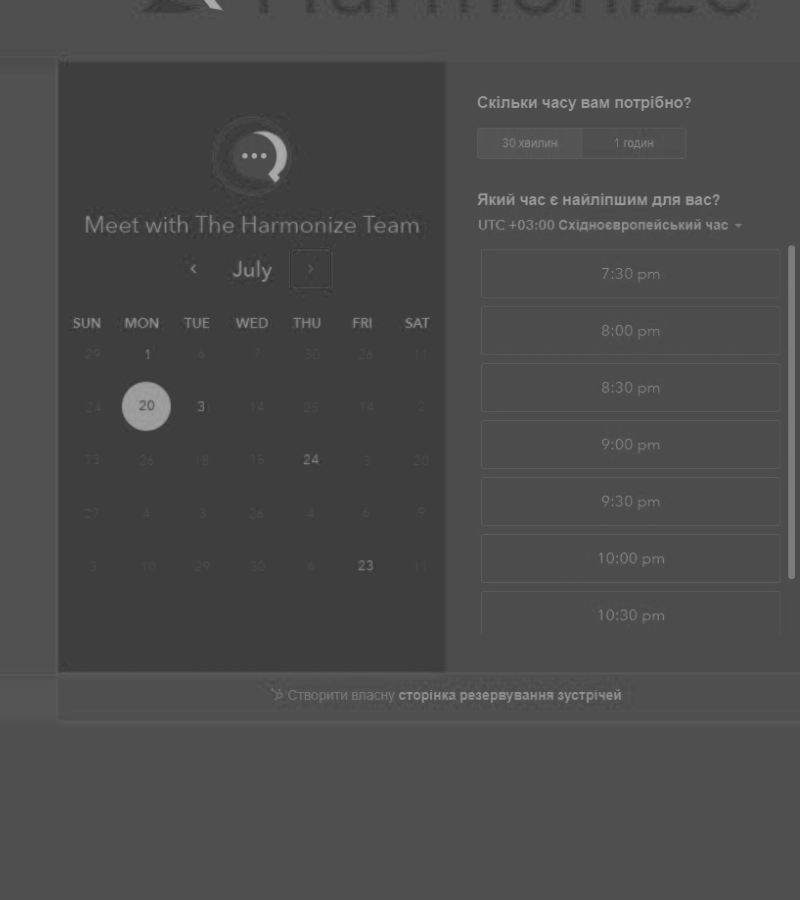 Harmonize
Meet with The Harmonize Team
July
SUN MON TUE WED THU FRI SAT
29 1 6 7 30 26 11
24 20 3 14 25 14 2
13 26 18 15 24 3 20
27 4 3 26 4 6 9
3 10 29 30 6 23 11
Скільки часу вам потрібно?
30 хвилин 1 годин
Який час є найліпшим для вас?
UTC +03:00 Східноєвропейський час
7:30 pm
8:00 pm
8:30 pm
9:00 pm
9:30 pm
10:00 pm
10:30 pm
Створити власну сторінка резервування зустрічей